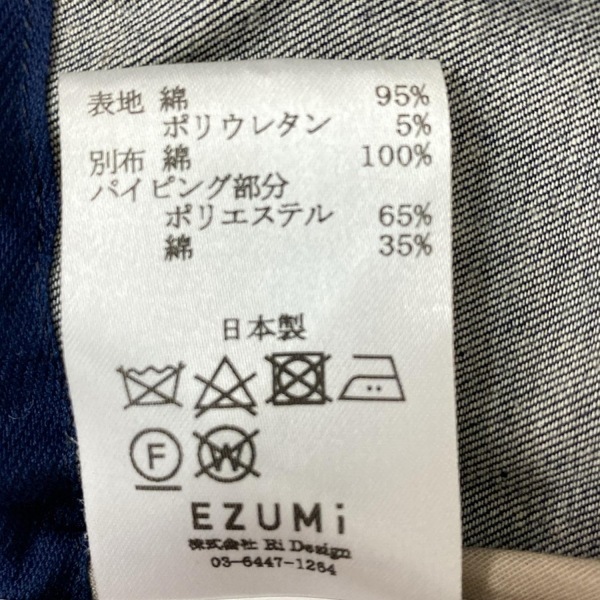 表地 綿 95%
ポリウレタン 5%
別布 綿 100%
パイピング部分
ポリエステル 65%
綿 35%
日本製
F W
EZUMi
株式会社 Ri Design
03-6447-1264